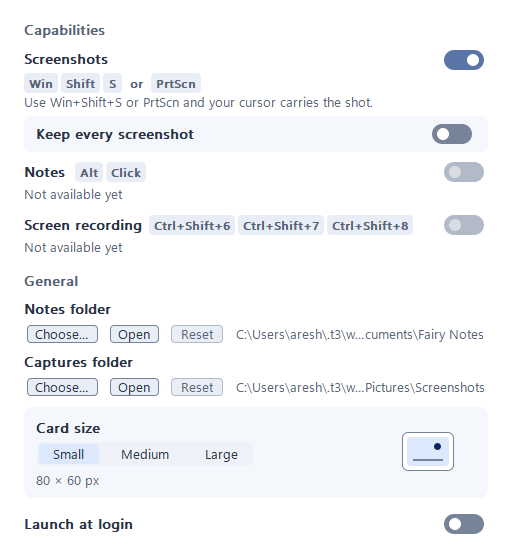 Capabilities
Screenshots
Win Shift S or PrtScn
Use Win+Shift+S or PrtScn and your cursor carries the shot.
Keep every screenshot
Notes Alt Click
Not available yet
Screen recording Ctrl+Shift+6 Ctrl+Shift+7 Ctrl+Shift+8
Not available yet
General
Notes folder
Choose... Open Reset C:\Users\aresh\.t3\w...cuments\Fairy Notes
Captures folder
Choose... Open Reset C:\Users\aresh\.t3\w...Pictures\Screenshots
Card size
Small Medium Large
80 × 60 px
Launch at login